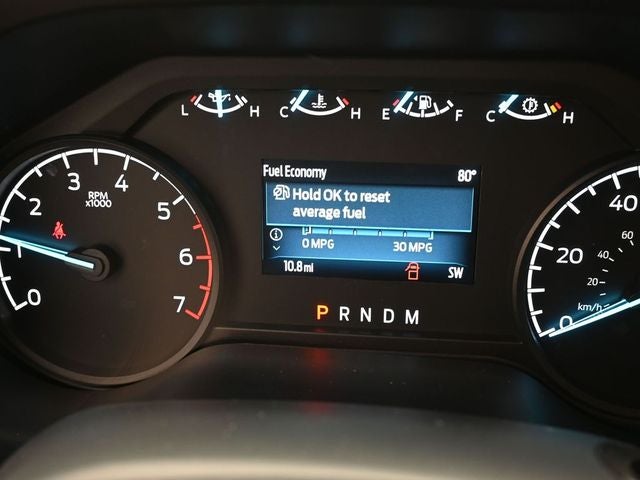 L H C H E F C H
Fuel Economy 80°
Hold OK to reset
average fuel
0 MPG 30 MPG
10.8 mi SW
P R N D M
0 1 2 3 4 5 6 7
RPM
x1000
0 20 40
20 40 60
km/h